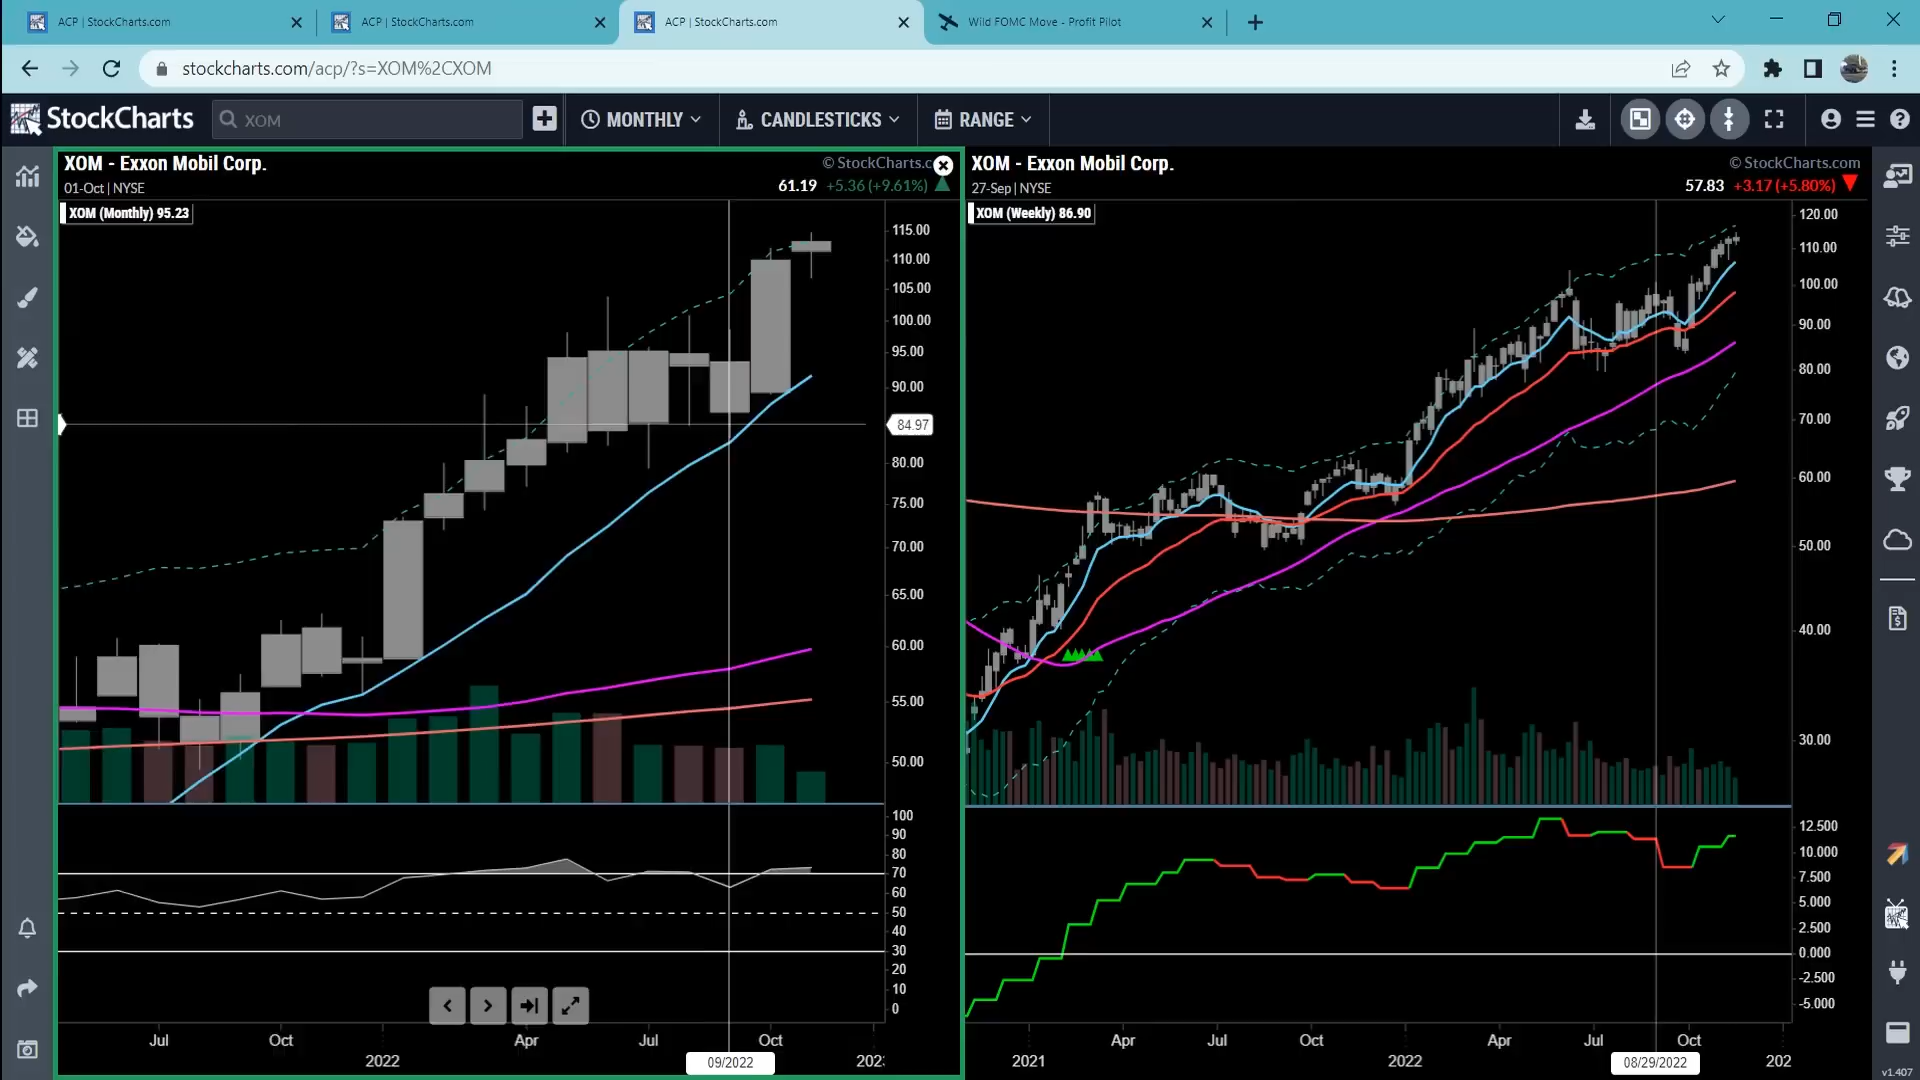 ACP | StockCharts.com
ACP | StockCharts.com
ACP | StockCharts.com
Wild FOMC Move - Profit Pilot
stockcharts.com/acp/?s=XOM%2CXOM
StockCharts
XOM
MONTHLY
CANDLESTICKS
RANGE
XOM - Exxon Mobil Corp.
© StockCharts.c
01-Oct | NYSE
61.19 +5.36 (+9.61%)
XOM (Monthly) 95.23
115.00
110.00
105.00
100.00
95.00
90.00
84.97
80.00
75.00
70.00
65.00
60.00
55.00
50.00
100
90
80
70
60
50
40
30
20
10
0
Jul
Oct
2022
Apr
Jul
Oct
202
09/2022
XOM - Exxon Mobil Corp.
© StockCharts.com
27-Sep | NYSE
57.83 +3.17 (+5.80%)
XOM (Weekly) 86.90
120.00
110.00
100.00
90.00
80.00
70.00
60.00
50.00
40.00
30.00
12.500
10.000
7.500
5.000
2.500
0.000
-2.500
-5.000
2021
Apr
Jul
Oct
2022
Apr
Jul
Oct
202
08/29/2022
v1.407